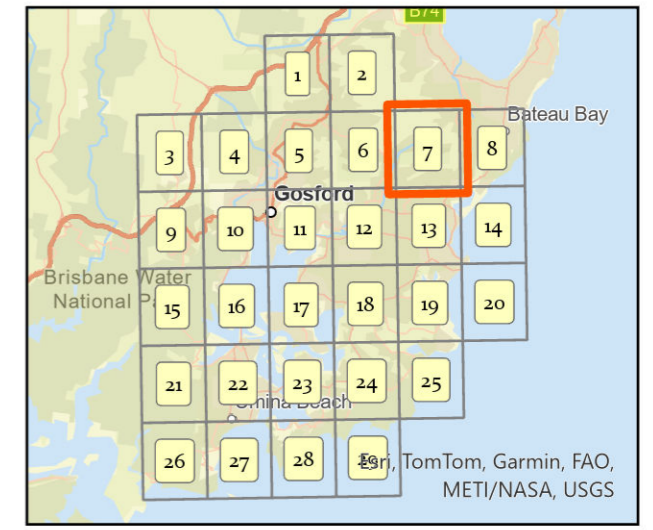 B74
1 2
Bateau Bay
3 4 5 6 7 8
Gosford
9 10 11 12 13 14
Brisbane Water
National
15 16 17 18 19 20
21 22 23 24 25
Beach
26 27 28 29
Esri, TomTom, Garmin, FAO,
METI/NASA, USGS